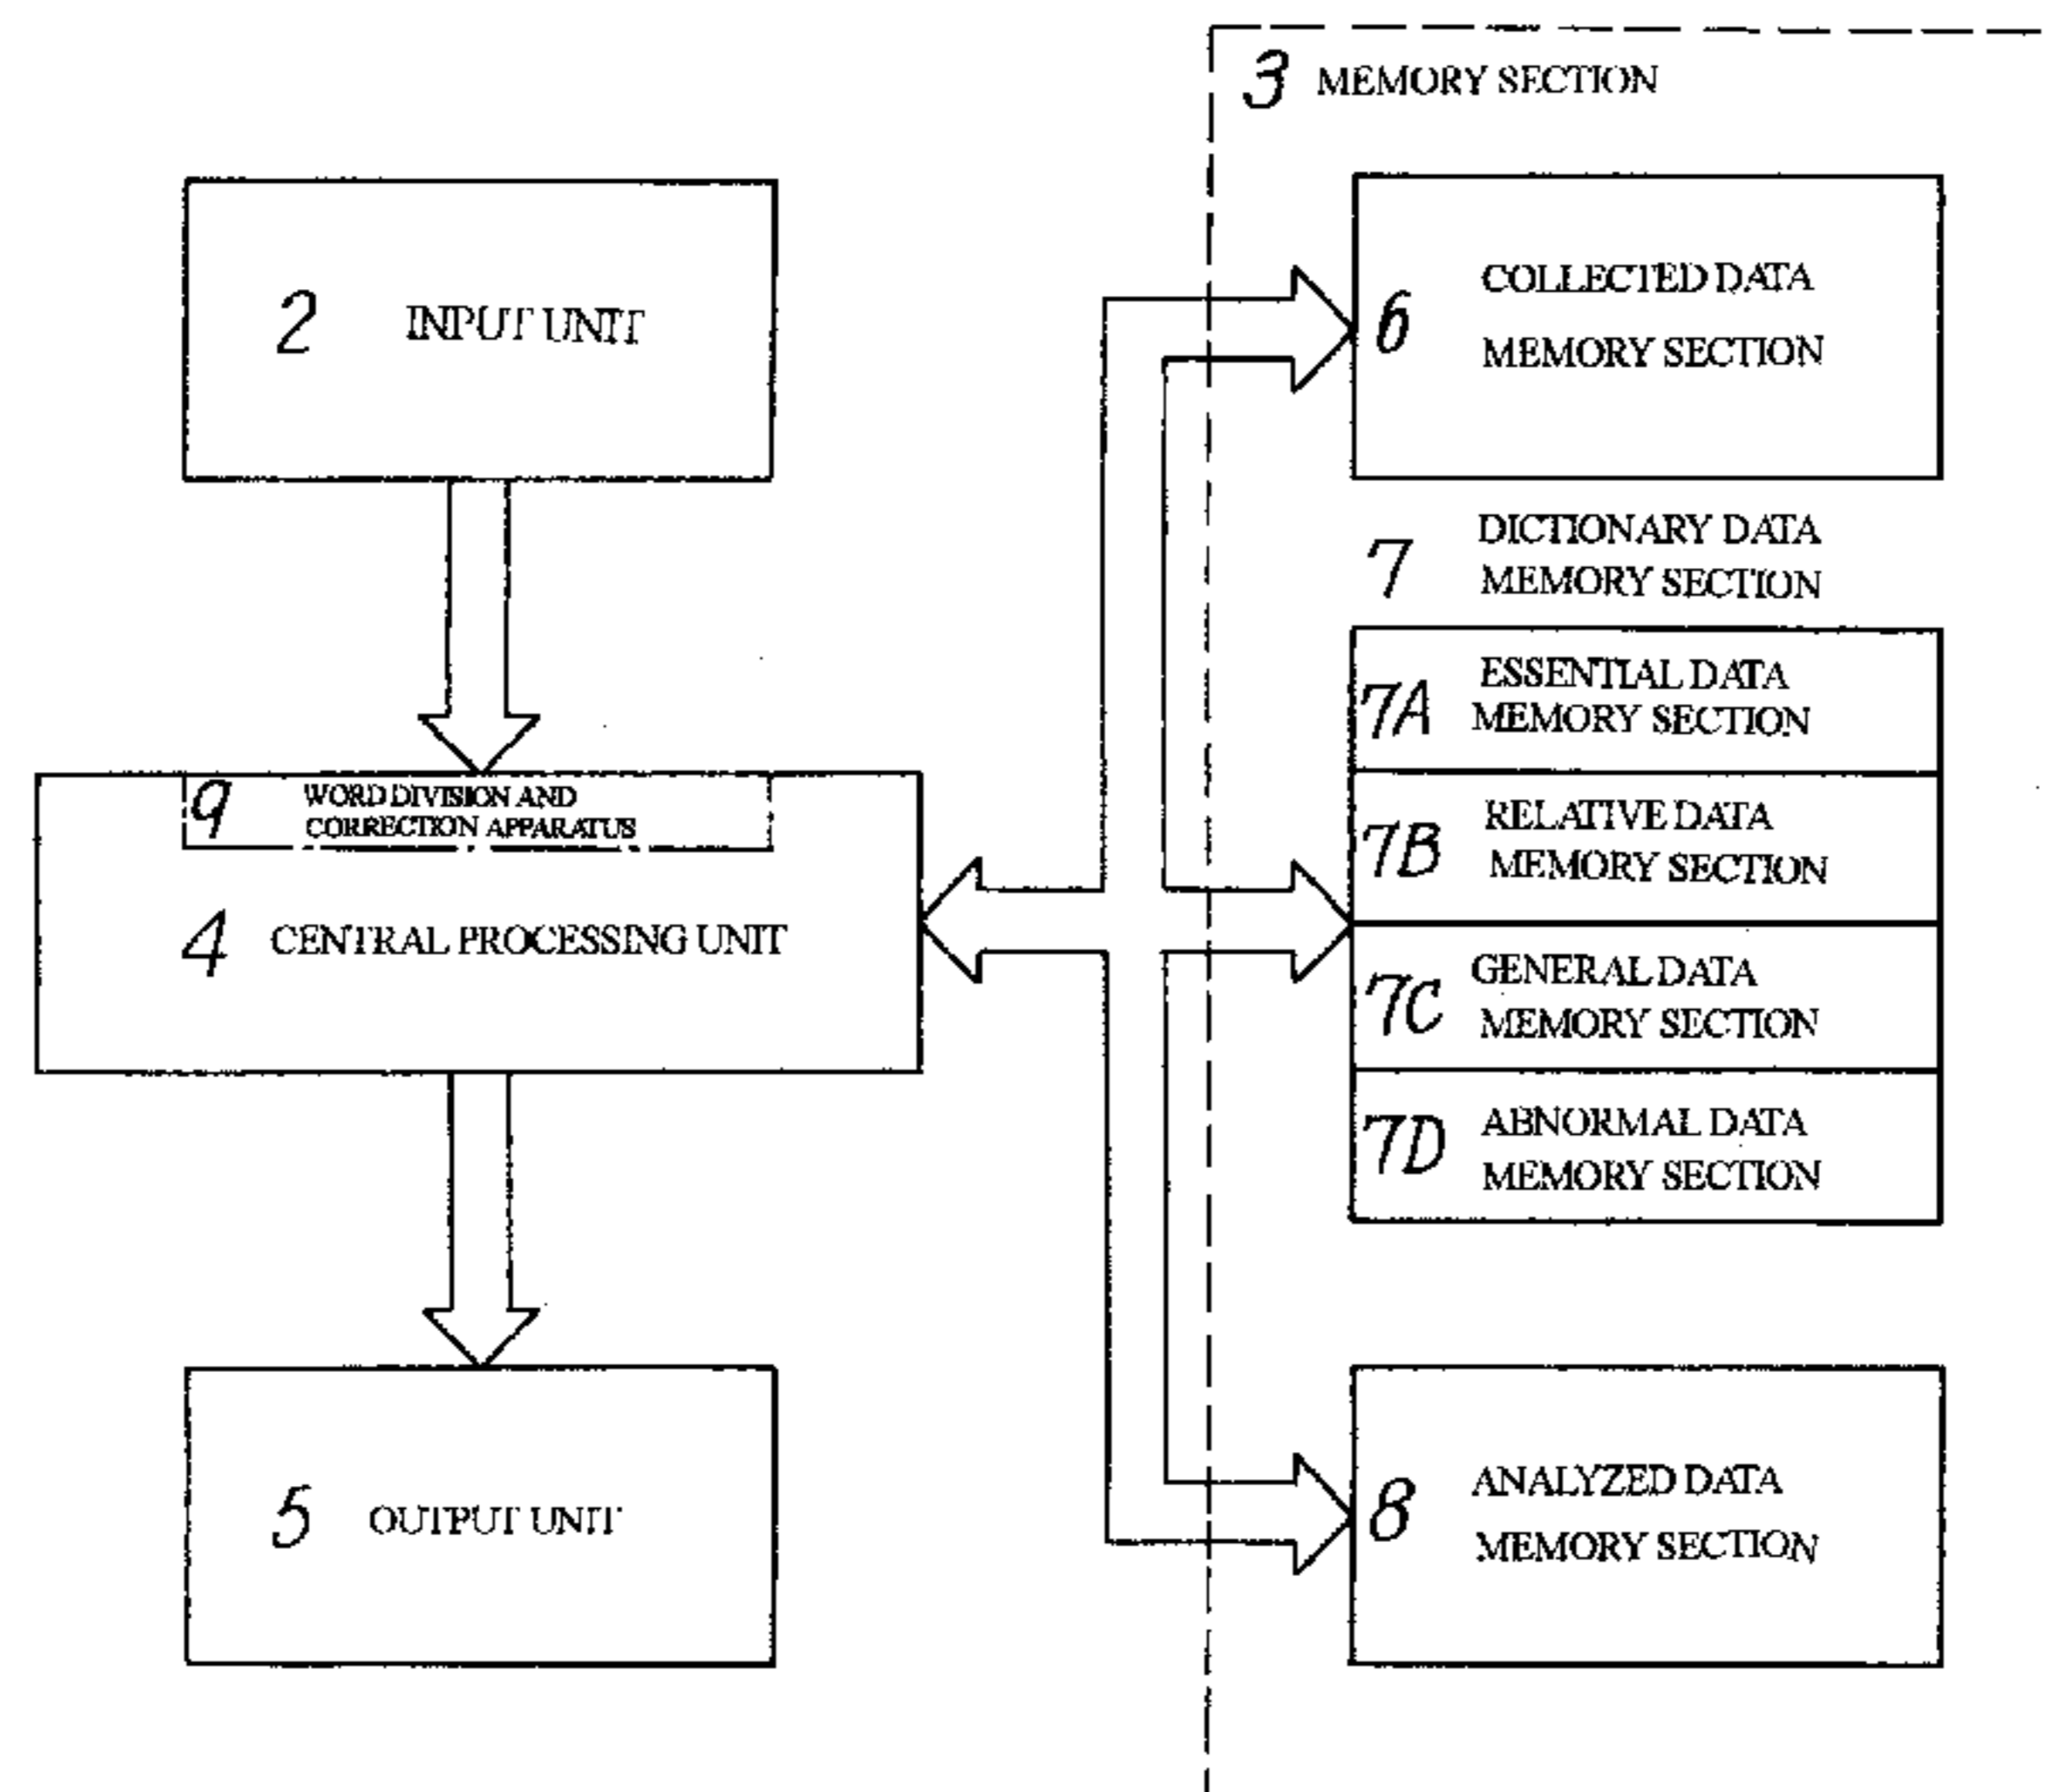 3 MEMORY SECTION
2 INPUT UNIT
6 COLLECTED DATA
MEMORY SECTION
7 DICTIONARY DATA
MEMORY SECTION
7A ESSENTIAL DATA
MEMORY SECTION
9 WORD DIVISION AND
CORRECTION APPARATUS
7B RELATIVE DATA
MEMORY SECTION
4 CENTRAL PROCESSING UNIT
7C GENERAL DATA
MEMORY SECTION
7D ABNORMAL DATA
MEMORY SECTION
5 OUTPUT UNIT
8 ANALYZED DATA
MEMORY SECTION